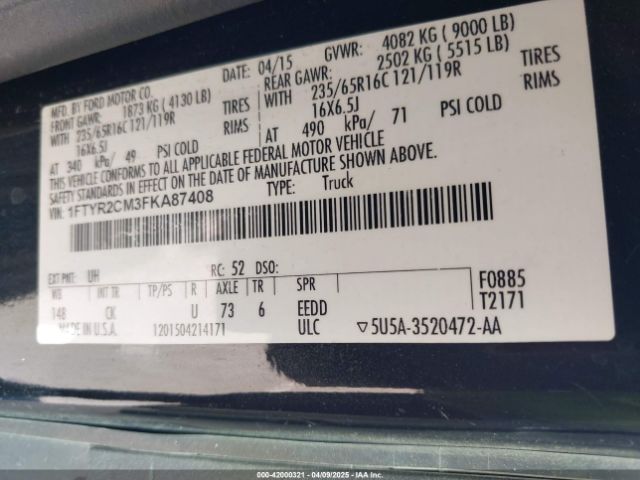 MFD. BY FORD MOTOR CO.
DATE: 04/15 GVWR: 4082 KG ( 9000 LB)
FRONT GAWR: 1873 KG ( 4130 LB)
REAR GAWR: 2502 KG ( 5515 LB)
WITH 235/65R16C 121/119R TIRES
WITH 235/65R16C 121/119R TIRES
16X6.5J RIMS
16X6.5J RIMS
AT 340 kPa/ 49 PSI COLD
AT 490 kPa/ 71 PSI COLD
THIS VEHICLE CONFORMS TO ALL APPLICABLE FEDERAL MOTOR VEHICLE
SAFETY STANDARDS IN EFFECT ON THE DATE OF MANUFACTURE SHOWN ABOVE.
VIN: 1FTYR2CM3FKA87408
TYPE: Truck
EXT PNT: UH RC: 52 DSO:
WB INT TR TP/PS R AXLE TR SPR
148 CK U 73 6 EEDD
F0885
T2171
MADE IN U.S.A. 1201504214171 ULC ▽5U5A-3520472-AA
000-42000321 - 04/09/2025 - IAAI, Inc.